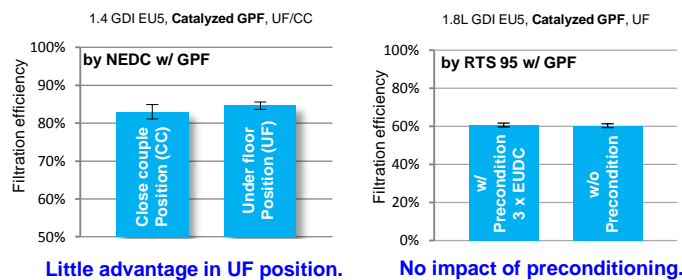 1.4 GDI EU5, Catalyzed GPF, UF/CC
by NEDC w/ GPF
Filtration efficiency
100%
90%
80%
70%
60%
50%
Close couple
Position (CC)
Under floor
Position (UF)
Little advantage in UF position.
1.8L GDI EU5, Catalyzed GPF, UF
by RTS 95 w/ GPF
Filtration efficiency
100%
80%
60%
40%
20%
0%
w/
Precondition
3 x EUDC
w/o
Precondition
No impact of preconditioning.